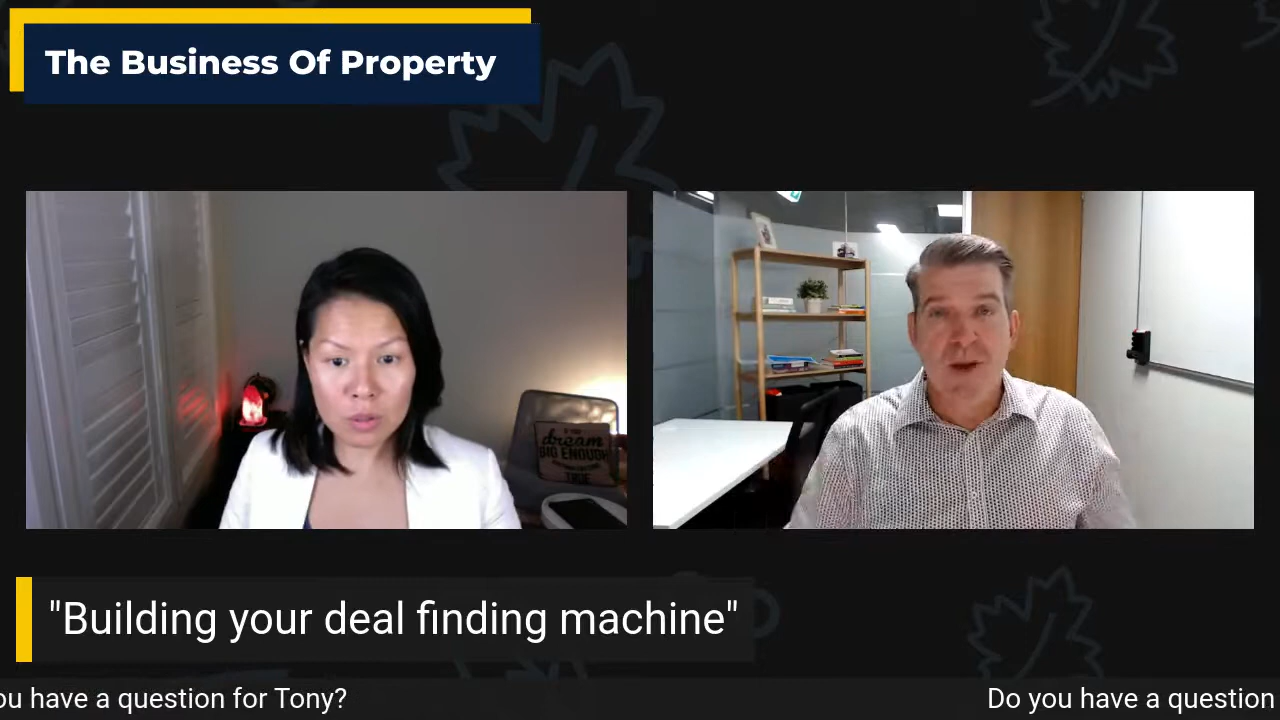 The Business Of Property
dream
BIG ENOUGH
TRUE
"Building your deal finding machine"
ou have a question for Tony?
Do you have a question